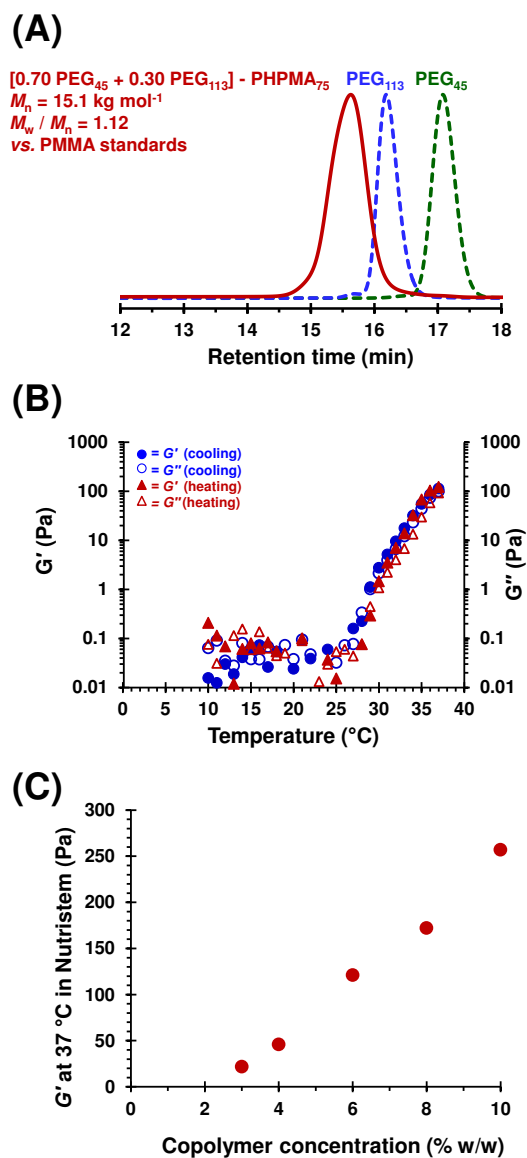 (A)
[0.70 PEG₄₅ + 0.30 PEG₁₁₃] - PHPMA₇₅ PEG₁₁₃ PEG₄₅
Mn = 15.1 kg mol⁻¹
Mw / Mn = 1.12
vs. PMMA standards
12 13 14 15 16 17 18
Retention time (min)
(B)
1000 1000
= G′ (cooling)
= G″ (cooling)
= G′ (heating)
= G″ (heating)
100 100
10 10
1 1
0.1 0.1
0.01 0.01
G′ (Pa)
G″ (Pa)
0 5 10 15 20 25 30 35 40
Temperature (°C)
(C)
300
250
200
150
100
50
0
G′ at 37 °C in Nutristem (Pa)
0 2 4 6 8 10
Copolymer concentration (% w/w)